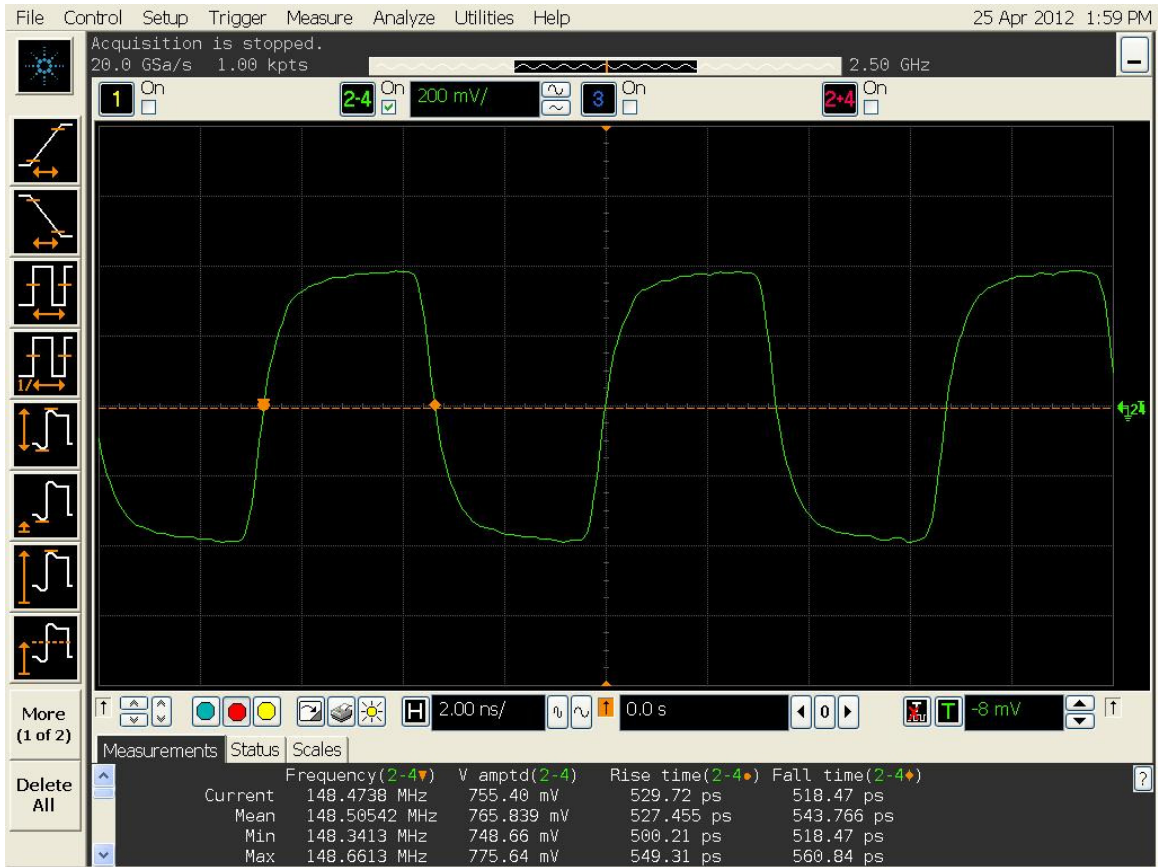 File Control Setup Trigger Measure Analyze Utilities Help 25 Apr 2012 1:59 PM
Acquisition is stopped.
20.0 GSa/s 1.00 kpts 2.50 GHz
1 On 2-4 On 200 mV/ 3 On 2+4 On
1/
More
(1 of 2)
Delete
All
H 2.00 ns/ 0.0 s 0 T -8 mV
Measurements Status Scales
Frequency(2-4) V amptd(2-4) Rise time(2-4) Fall time(2-4) ?
Current 148.4738 MHz 755.40 mV 529.72 ps 518.47 ps
Mean 148.50542 MHz 765.839 mV 527.455 ps 543.766 ps
Min 148.3413 MHz 748.66 mV 500.21 ps 518.47 ps
Max 148.6613 MHz 775.64 mV 549.31 ps 560.84 ps